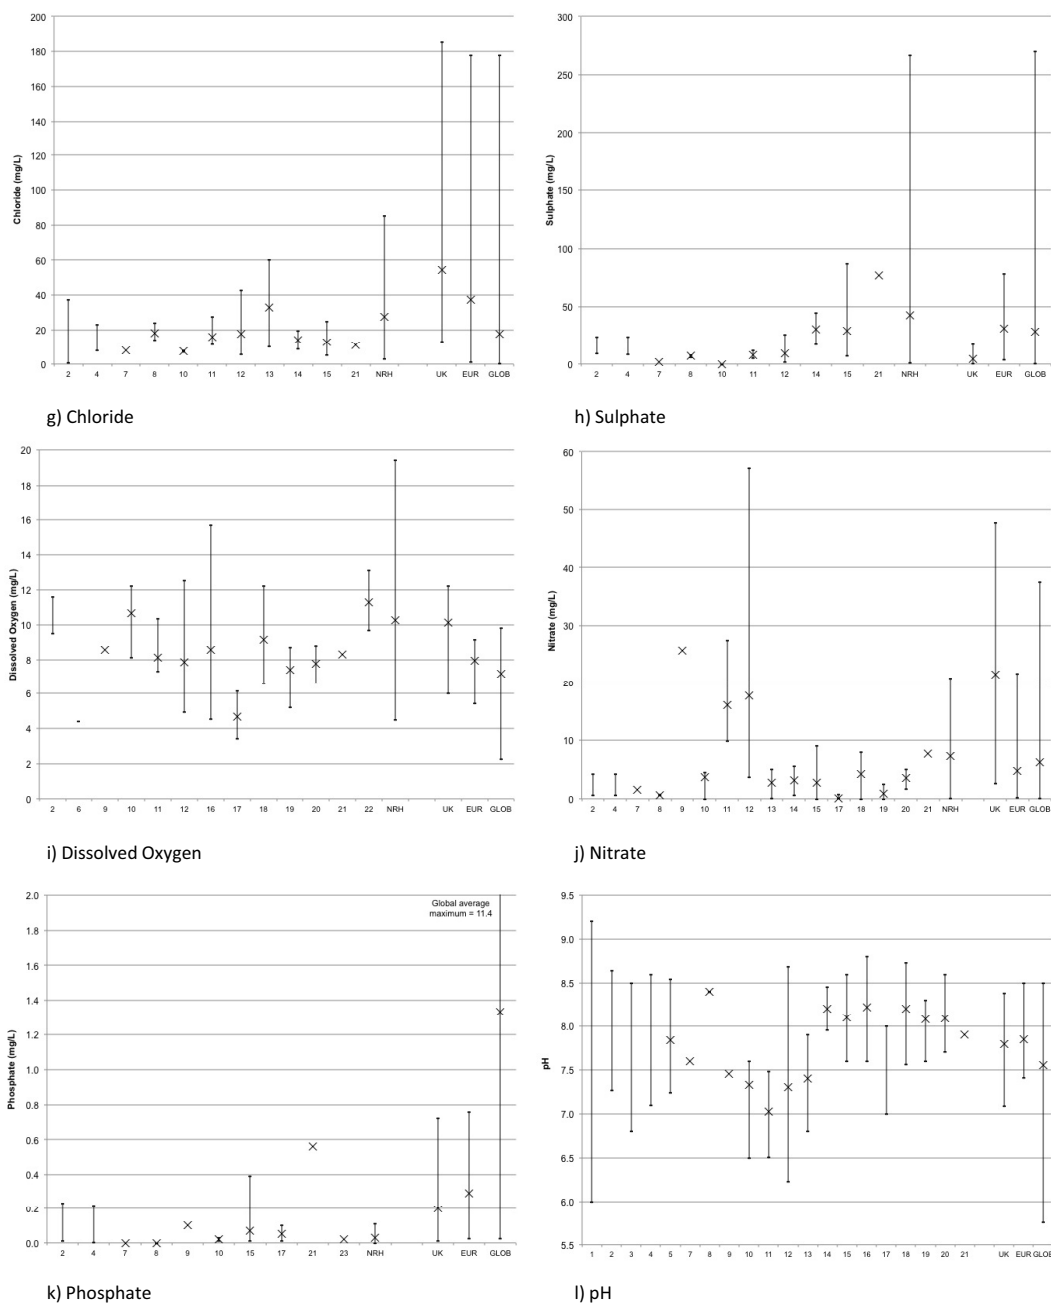 200
180
160
140
120
100
80
60
40
20
0
Chloride (mg/L)
2 4 7 8 10 11 12 13 14 15 21 NRH UK EUR GLOB
g) Chloride
300
250
200
150
100
50
0
Sulphate (mg/L)
2 4 7 8 10 11 12 14 15 21 NRH UK EUR GLOB
h) Sulphate
20
18
16
14
12
10
8
6
4
2
0
Dissolved Oxygen (mg/L)
2 6 9 10 11 12 16 17 18 19 20 21 22 NRH UK EUR GLOB
i) Dissolved Oxygen
60
50
40
30
20
10
0
Nitrate (mg/L)
2 4 7 8 9 10 11 12 13 14 15 17 18 19 20 21 NRH UK EUR GLOB
j) Nitrate
2.0
1.8
1.6
1.4
1.2
1.0
0.8
0.6
0.4
0.2
0.0
Phosphate (mg/L)
Global average
maximum = 11.4
2 4 7 8 9 10 15 17 21 23 NRH UK EUR GLOB
k) Phosphate
9.5
9.0
8.5
8.0
7.5
7.0
6.5
6.0
5.5
pH
1 2 3 4 5 7 8 9 10 11 12 13 14 15 16 17 18 19 20 21 UK EUR GLOB
l) pH